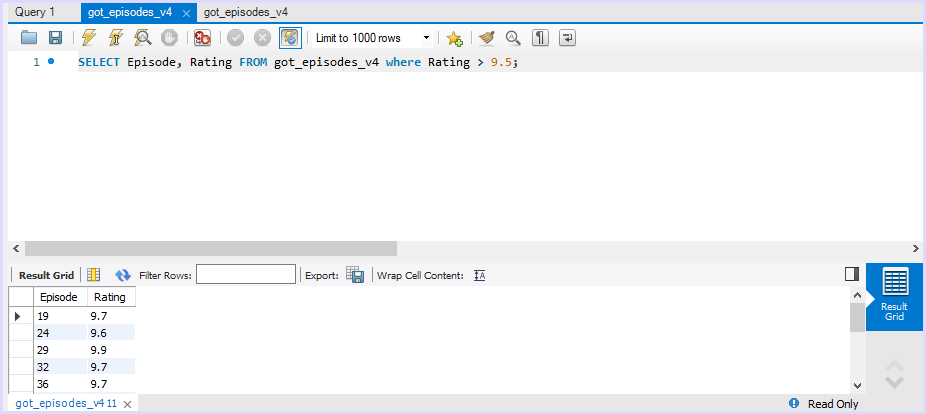 Query 1 got_episodes_v4 × got_episodes_v4
Limit to 1000 rows
1 SELECT Episode, Rating FROM got_episodes_v4 where Rating > 9.5;
Result Grid Filter Rows: Export: Wrap Cell Content: IA
Result
Grid
Episode Rating
19 9.7
24 9.6
29 9.9
32 9.7
36 9.7
got_episodes_v4 11 × Read Only